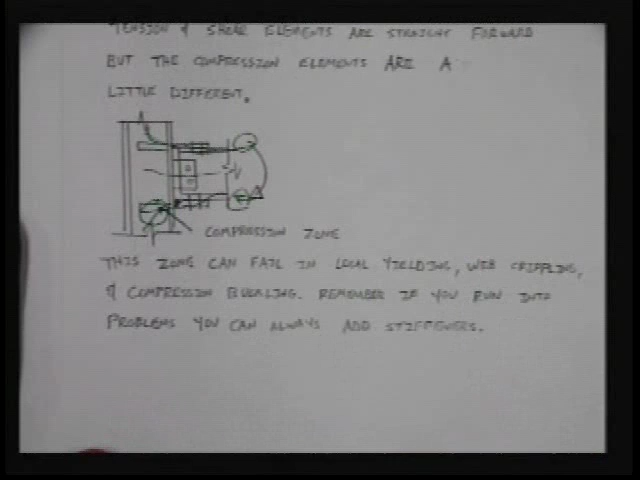 TENSION & SHEAR ELEMENTS ARE STRAIGHT FORWARD
BUT THE COMPRESSION ELEMENTS ARE A
LITTLE DIFFERENT.
COMPRESSION ZONE
THIS ZONE CAN FAIL IN LOCAL YIELDING, WEB CRIPPLING,
& COMPRESSION BUCKLING. REMEMBER IF YOU RUN INTO
PROBLEMS YOU CAN ALWAYS ADD STIFFENERS.